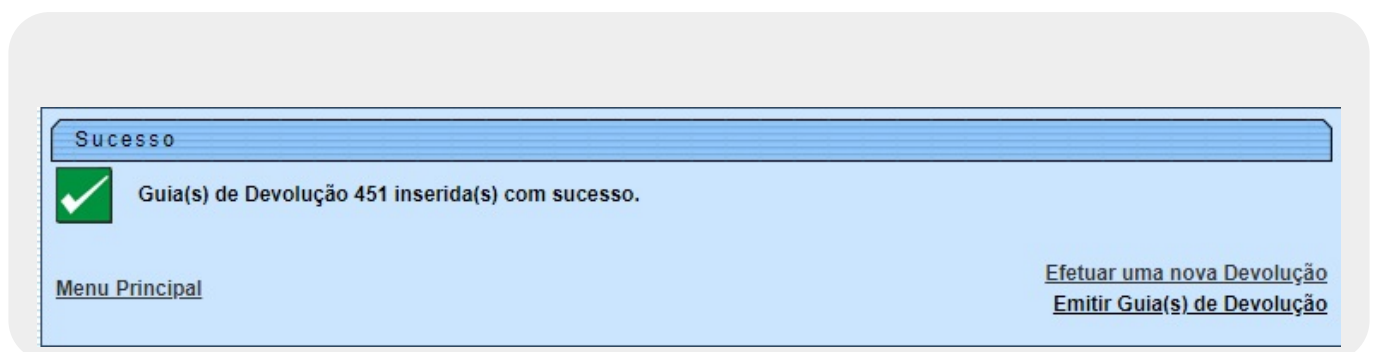 Sucesso
Guia(s) de Devolução 451 inserida(s) com sucesso.
Menu Principal
Efetuar uma nova Devolução
Emitir Guia(s) de Devolução